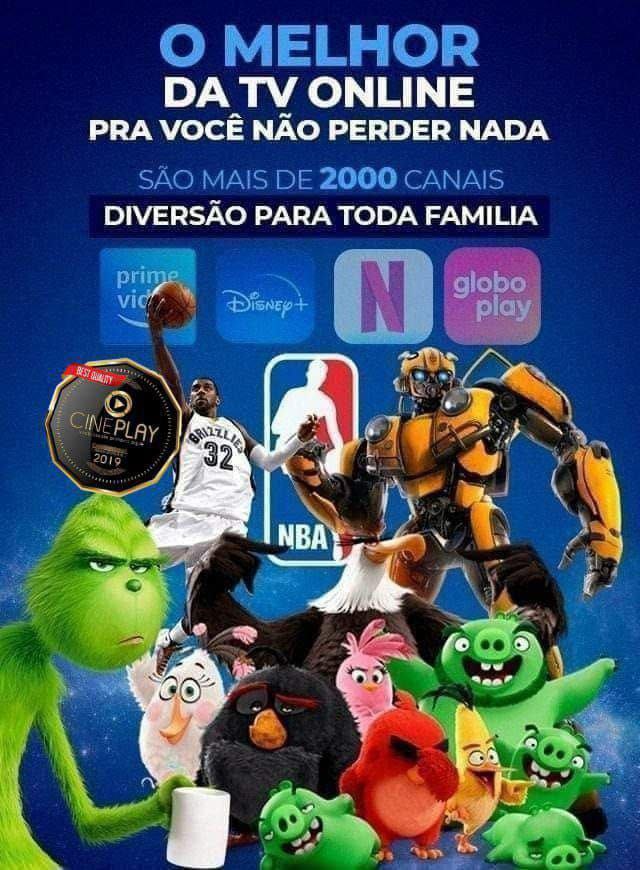 O MELHOR
DA TV ONLINE
PRA VOCÊ NÃO PERDER NADA
SÃO MAIS DE 2000 CANAIS
DIVERSÃO PARA TODA FAMILIA
prime
vid
Disney+
N
globo
play
BEST QUALITY
CINEPLAY
2019
GRIZZLIES
32
NBA